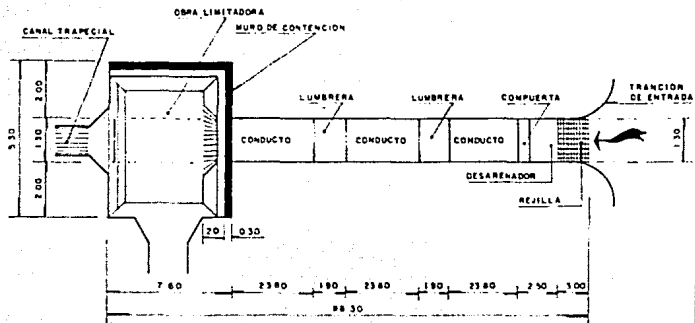 OBRA LIMITADORA
CANAL TRAPECIAL
MURO DE CONTENCION
LUMBRERA
LUMBRERA
COMPUERTA
TRANCIÓN
DE ENTRADA
5.30
2.00
1.30
2.00
CONDUCTO
CONDUCTO
CONDUCTO
1.30
DESARENADOR
REJILLA
20
0.30
7.60
23.80
1.90
23.80
1.90
23.80
2.50
3.00
88.30